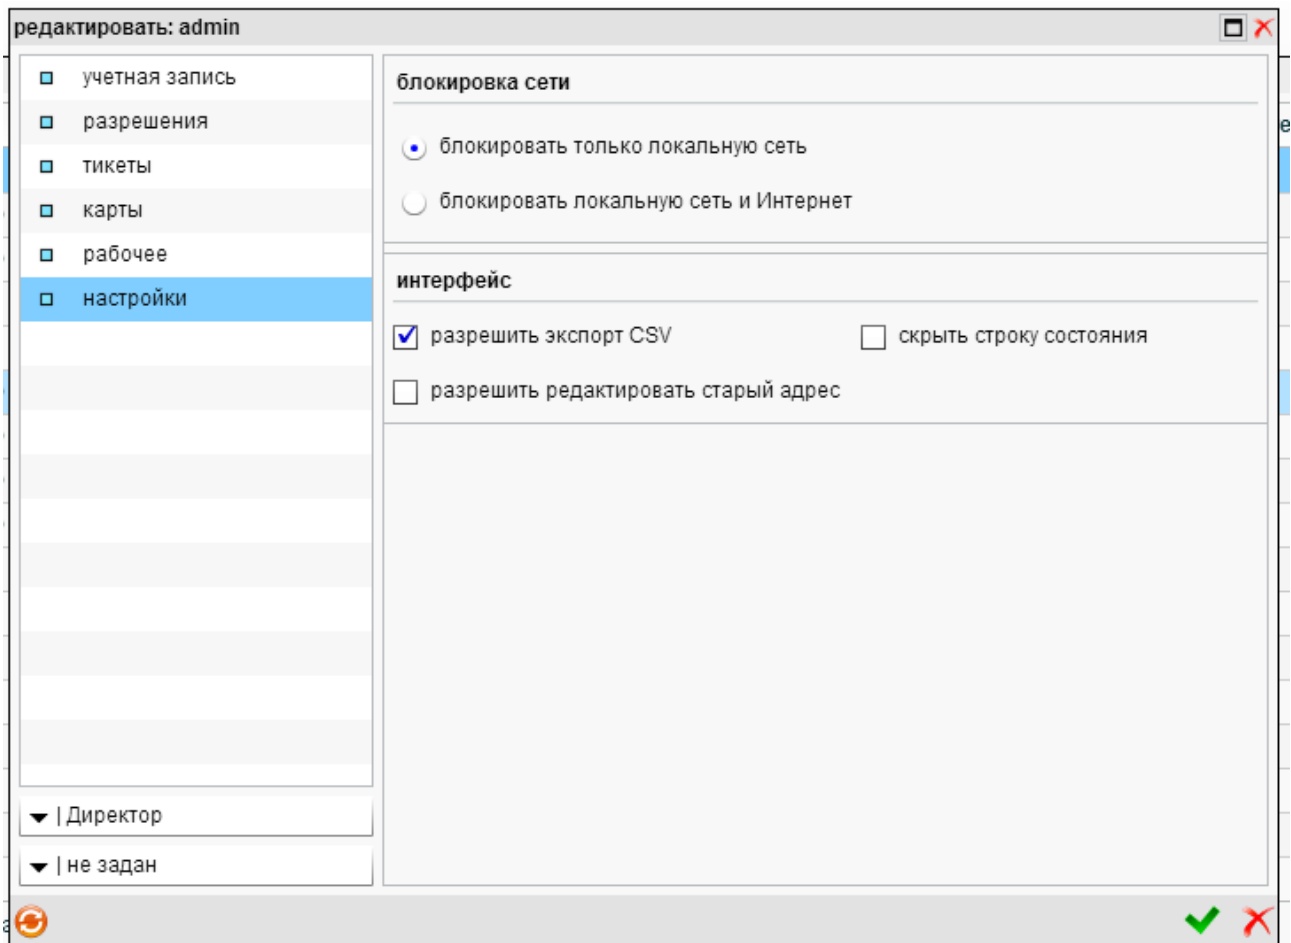 редактировать: admin
учетная запись
разрешения
тикеты
карты
рабочее
настройки
блокировка сети
блокировать только локальную сеть
блокировать локальную сеть и Интернет
интерфейс
разрешить экспорт CSV
скрыть строку состояния
разрешить редактировать старый адрес
| Директор
| не задан